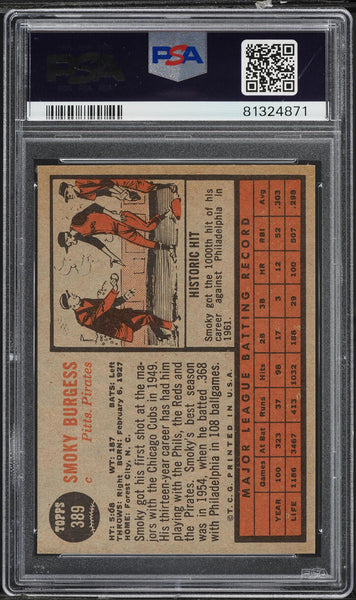 PSA
PSA
81324871
TOPPS
389
SMOKY BURGESS
c Pitts. Pirates
HT: 5:08 WT: 187 BATS: Left
THROWS: Right BORN: February 6, 1927
HOME: Forest City, N. C.
Smoky got his first shot at the ma-
jors with the Chicago Cubs in 1949.
His thirteen-year career has had him
playing with the Phils, the Reds and
the Pirates. Smoky's best season
was in 1954, when he batted .368
with Philadelphia in 108 ballgames.
©T.C.G. PRINTED IN U.S.A.
HISTORIC HIT
Smoky got the 1000th hit of his
career against Philadelphia in
1961.
MAJOR LEAGUE BATTING RECORD
Games At Bat Runs Hits 2B 3B HR RBI Avg.
YEAR 100 323 37 98 17 3 12 52 .303
LIFE 1166 3467 413 1032 188 29 100 507 .298